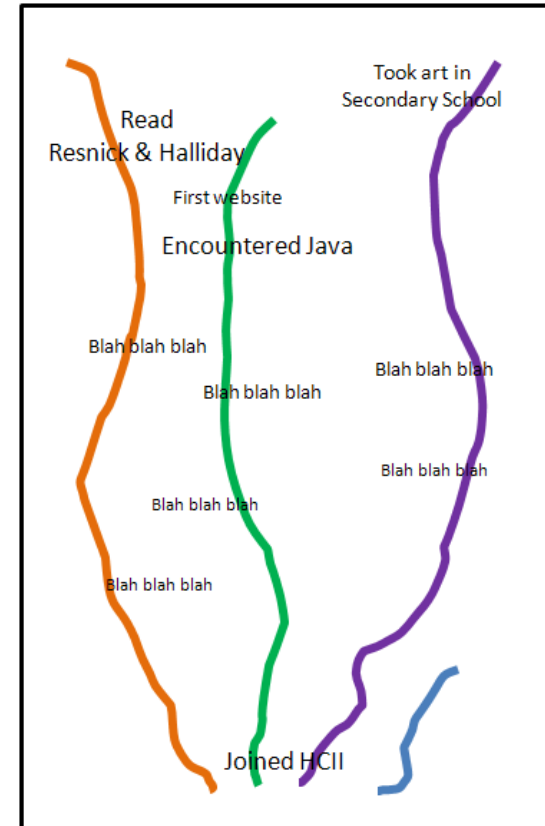 Took art in
Secondary School
Read
Resnick & Halliday
First website
Encountered Java
Blah blah blah
Blah blah blah
Blah blah blah
Blah blah blah
Blah blah blah
Blah blah blah
Joined HCII